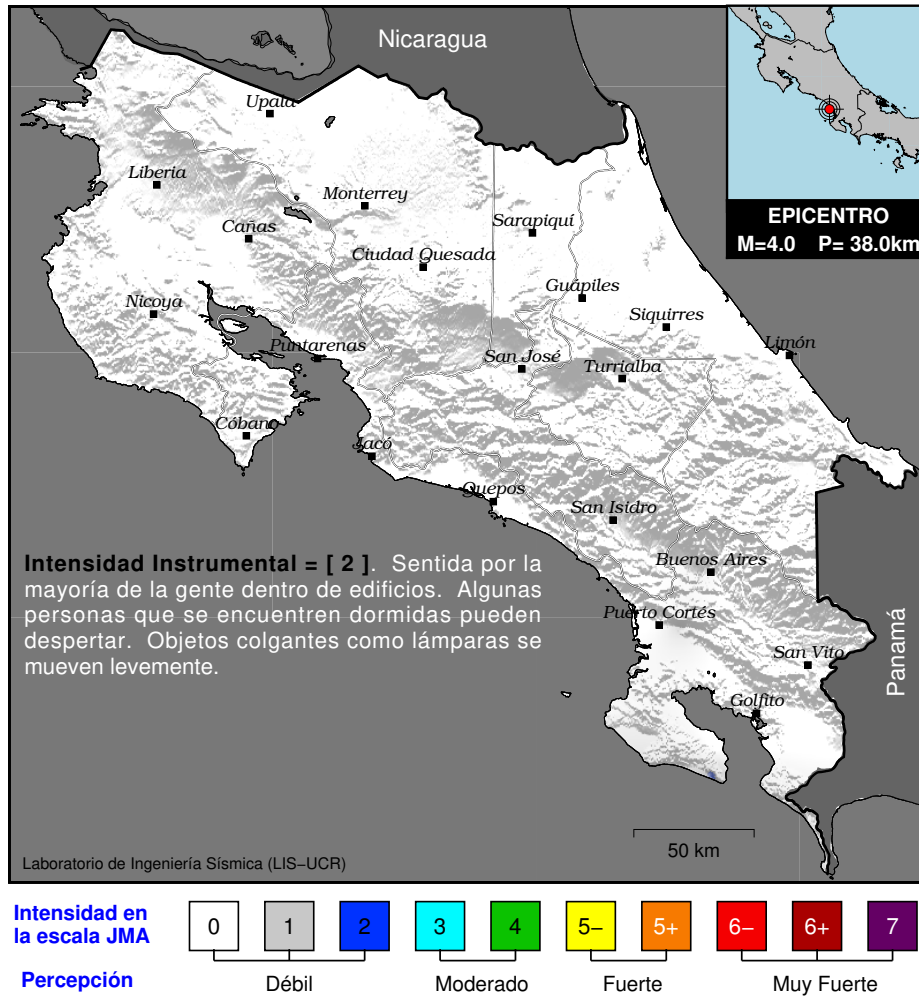 Nicaragua
EPICENTRO
M=4.0 P= 38.0km
Upala
Liberia
Monterrey
Cañas
Sarapiquí
Ciudad Quesada
Guápiles
Nicoya
Siquirres
Puntarenas
San José
Limón
Turrialba
Cóbano
Jacó
Quepos
San Isidro
Buenos Aires
Puerto Cortés
San Vito
Golfito
Panamá
Intensidad Instrumental = [ 2 ]. Sentida por la
mayoría de la gente dentro de edificios. Algunas
personas que se encuentren dormidas pueden
despertar. Objetos colgantes como lámparas se
mueven levemente.
50 km
Laboratorio de Ingeniería Sísmica (LIS−UCR)
Intensidad en
la escala JMA
0 1 2 3 4 5− 5+ 6− 6+ 7
Percepción
Débil Moderado Fuerte Muy Fuerte